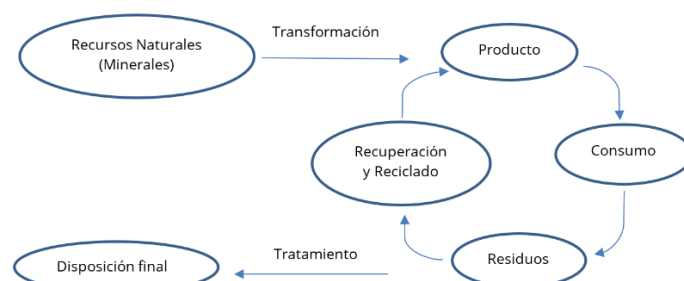 Transformación
Recursos Naturales
(Minerales)
Producto
Recuperación
y Reciclado
Consumo
Tratamiento
Residuos
Disposición final